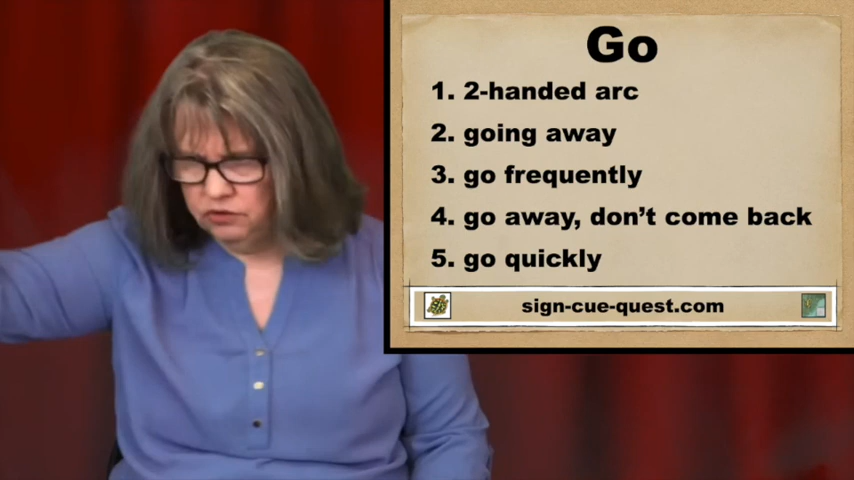 Go
1. 2-handed arc
2. going away
3. go frequently
4. go away, don't come back
5. go quickly
sign-cue-quest.com